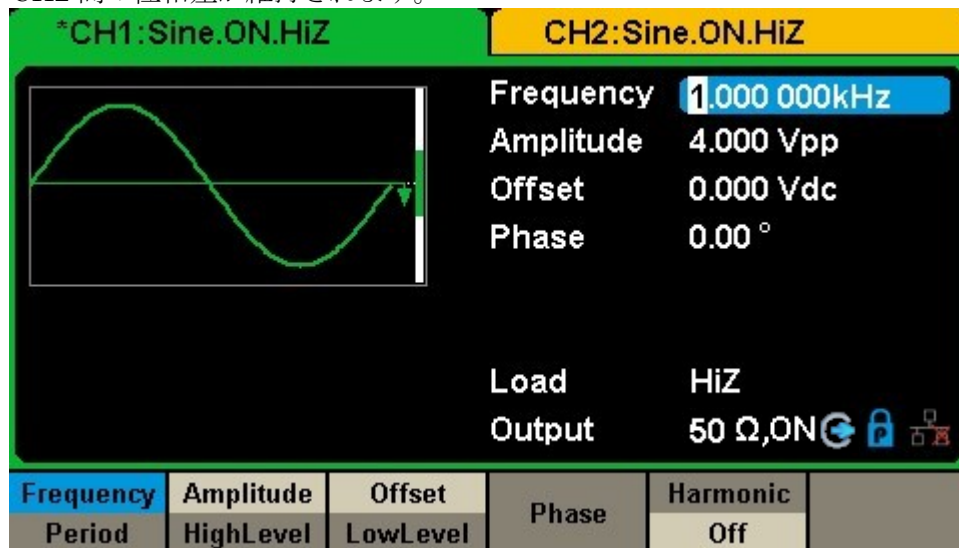 *CH1:Sine.ON.HiZ CH2:Sine.ON.HiZ
Frequency 1.000 000kHz
Amplitude 4.000 Vpp
Offset 0.000 Vdc
Phase 0.00 °
Load HiZ
Output 50 Ω,ON P
Frequency Amplitude Offset Phase Harmonic
Period HighLevel LowLevel Off